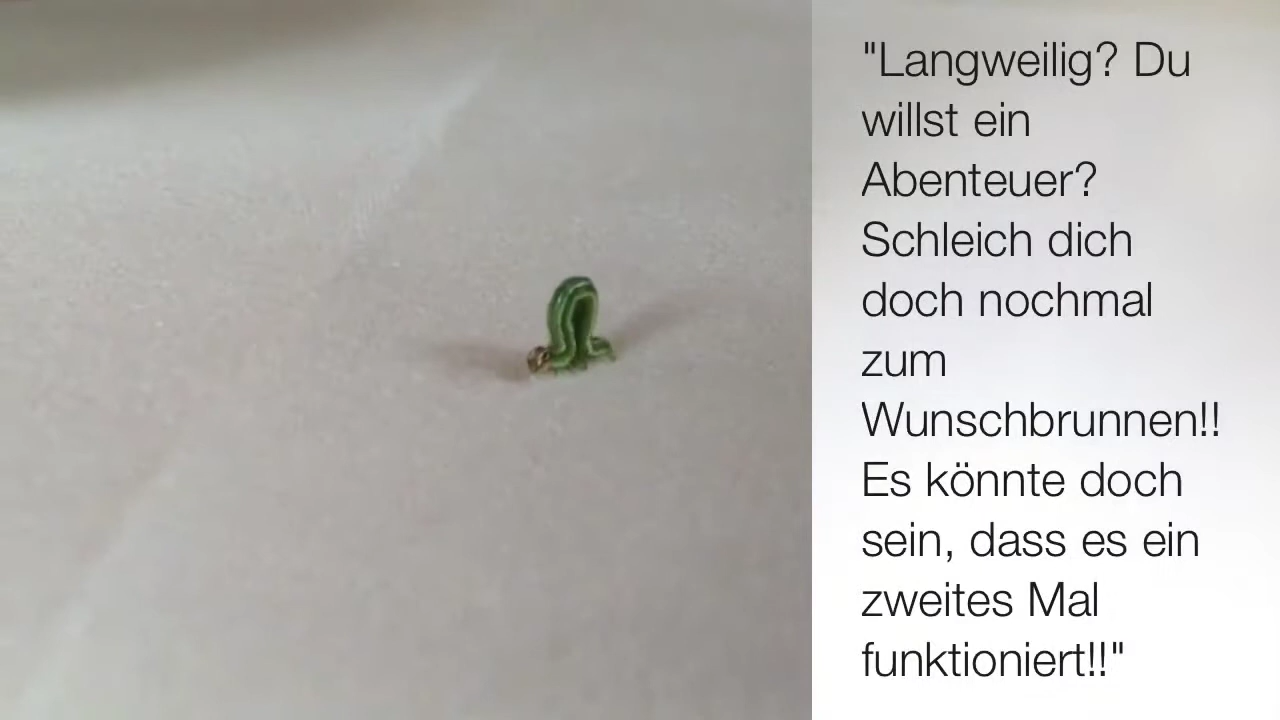 "Langweilig? Du
willst ein
Abenteuer?
Schleich dich
doch nochmal
zum
Wunschbrunnen!!
Es könnte doch
sein, dass es ein
zweites Mal
funktioniert!!"